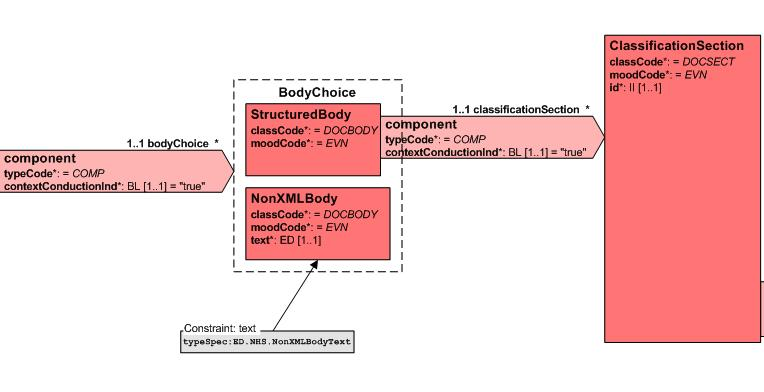 1..1 bodyChoice *
component
typeCode*: = COMP
contextConductionInd*: BL [1..1] = "true"
BodyChoice
StructuredBody
classCode*: = DOCBODY
moodCode*: = EVN
NonXMLBody
classCode*: = DOCBODY
moodCode*: = EVN
text*: ED [1..1]
Constraint: text
typeSpec:ED.NHS.NonXMLBodyText
1..1 classificationSection *
component
typeCode*: = COMP
contextConductionInd*: BL [1..1] = "true"
ClassificationSection
classCode*: = DOCSECT
moodCode*: = EVN
id*: II [1..1]